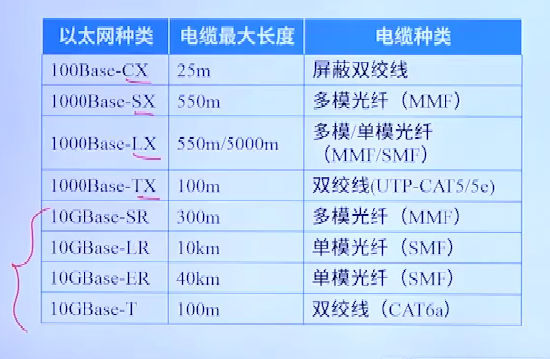 以太网种类 电缆最大长度 电缆种类
100Base-CX 25m 屏蔽双绞线
1000Base-SX 550m 多模光纤（MMF）
1000Base-LX 550m/5000m 多模/单模光纤
（MMF/SMF）
1000Base-TX 100m 双绞线(UTP-CAT5/5e)
10GBase-SR 300m 多模光纤（MMF）
10GBase-LR 10km 单模光纤（SMF）
10GBase-ER 40km 单模光纤（SMF）
10GBase-T 100m 双绞线（CAT6a）